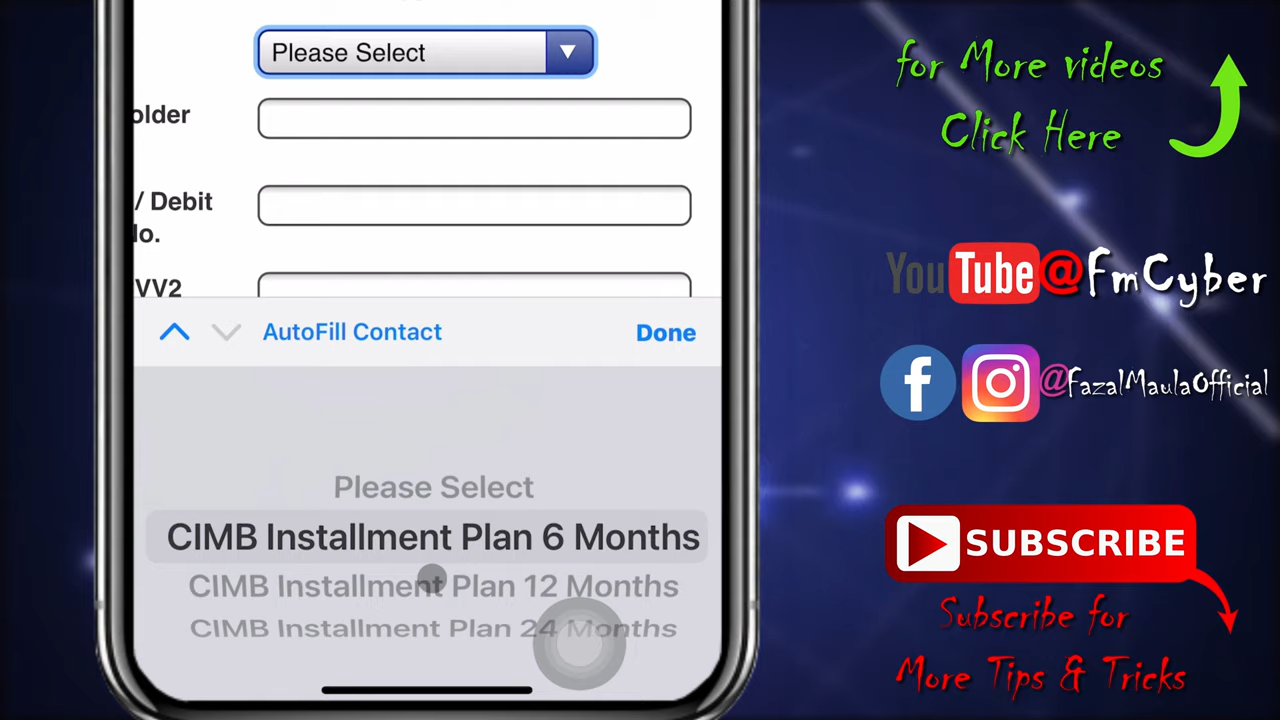 Please Select
older
/ Debit
lo.
VV2
AutoFill Contact
Done
Please Select
CIMB Installment Plan 6 Months
CIMB Installment Plan 12 Months
CIMB Installment Plan 24 Months
for More videos
Click Here
YouTube@FmCyber
@FazalMaulaOfficial
SUBSCRIBE
Subscribe for
More Tips & Tricks